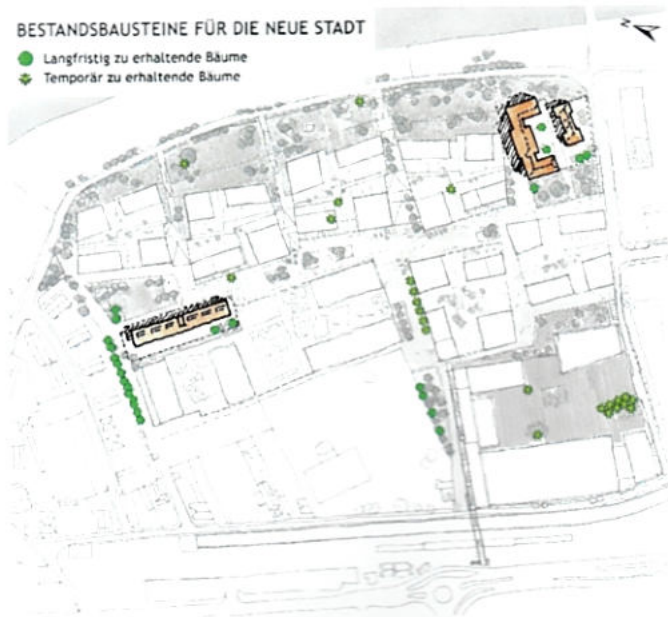 BESTANDSBAUSTEINE FÜR DIE NEUE STADT
Langfristig zu erhaltende Bäume
Temporär zu erhaltende Bäume
N